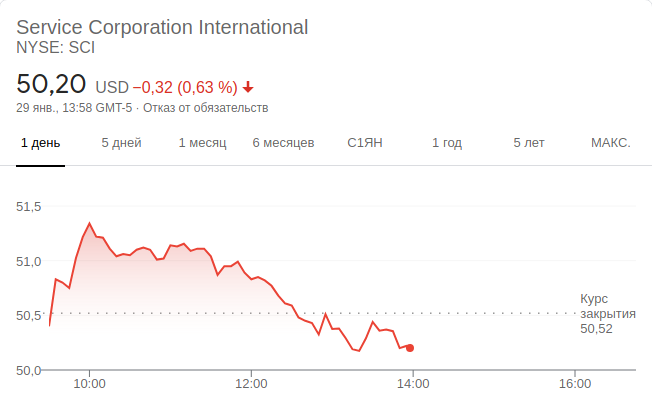 Service Corporation International
NYSE: SCI
50,20 USD −0,32 (0,63 %)
29 янв., 13:58 GMT-5 · Отказ от обязательств
1 день 5 дней 1 месяц 6 месяцев С1ЯН 1 год 5 лет МАКС.
51,5
51,0
Курс
50,5 закрытия
50,52
50,0
10:00 12:00 14:00 16:00